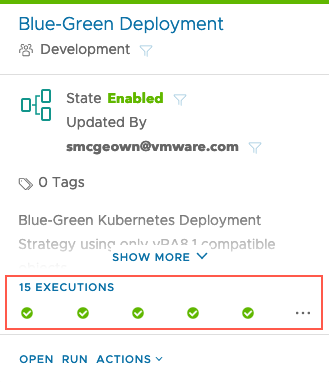 Blue-Green Deployment
Development
State Enabled
Updated By
smcgeown@vmware.com
0 Tags
Blue-Green Kubernetes Deployment
Strategy using only vRA8.1 compatible
objects
SHOW MORE
15 EXECUTIONS
OPEN RUN ACTIONS